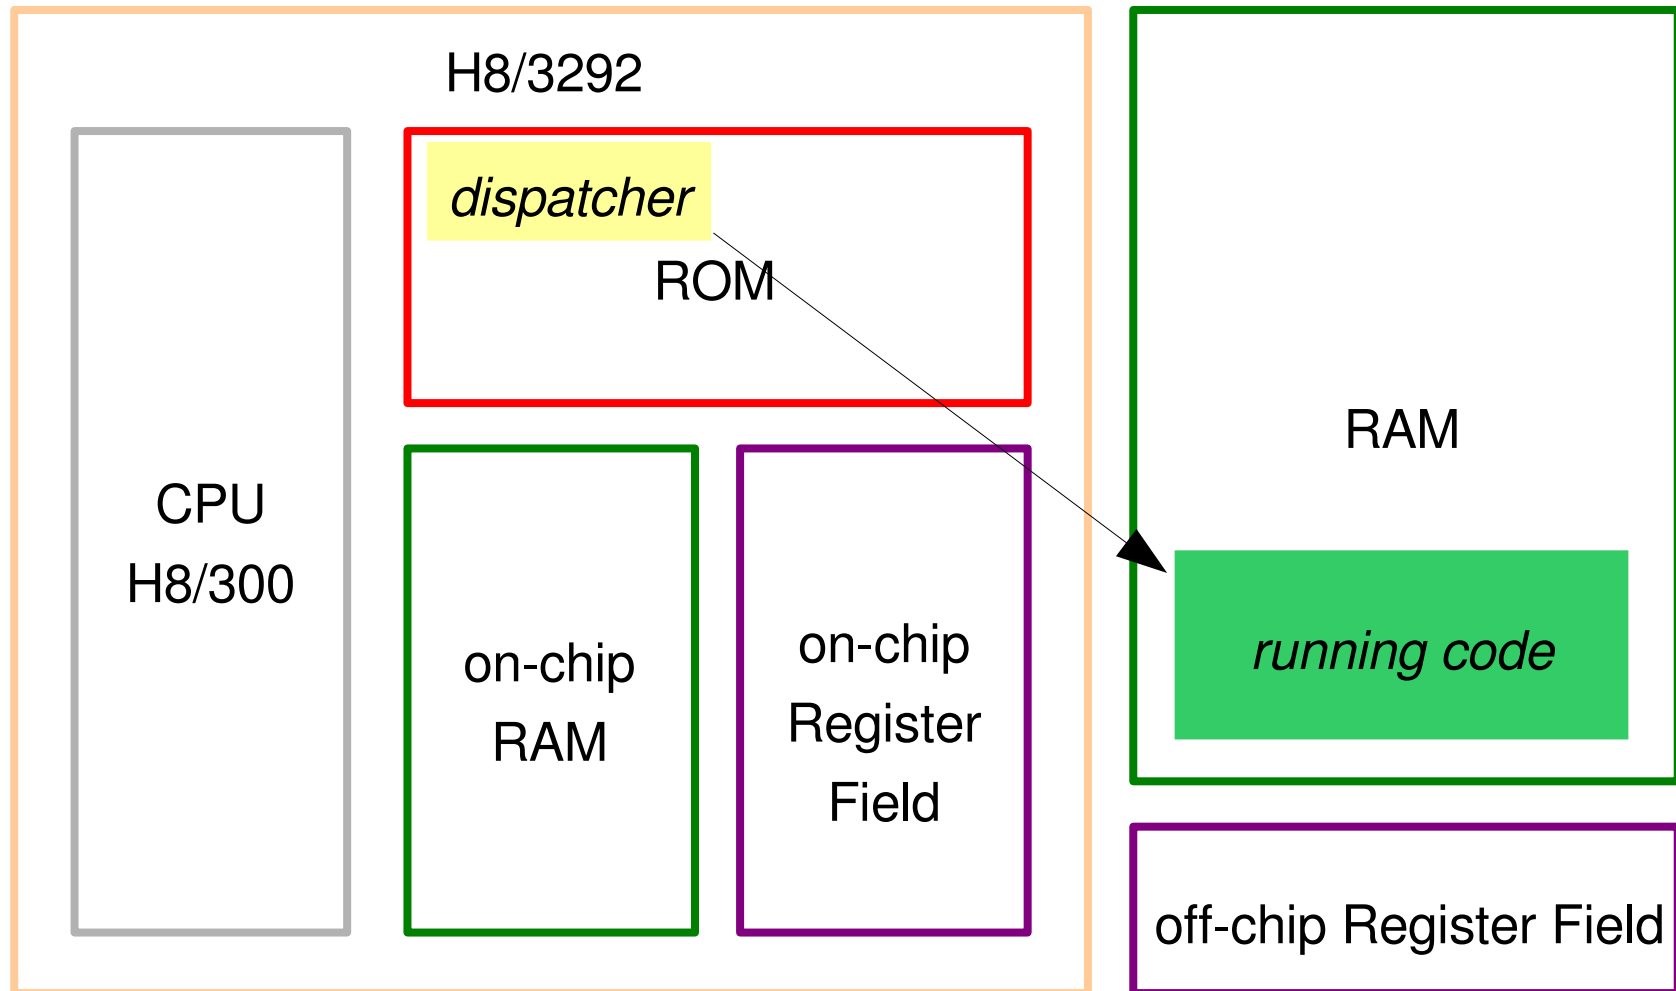 H8/3292
dispatcher
ROM
CPU
H8/300
on-chip
RAM
on-chip
Register
Field
RAM
running code
off-chip Register Field